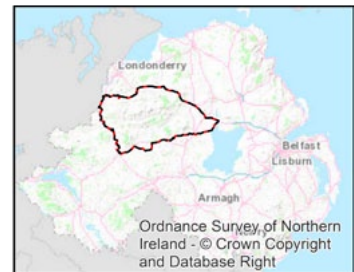 Londonderry
Belfast
Lisburn
Armagh
Ordnance Survey of Northern
Ireland - © Crown Copyright
and Database Right